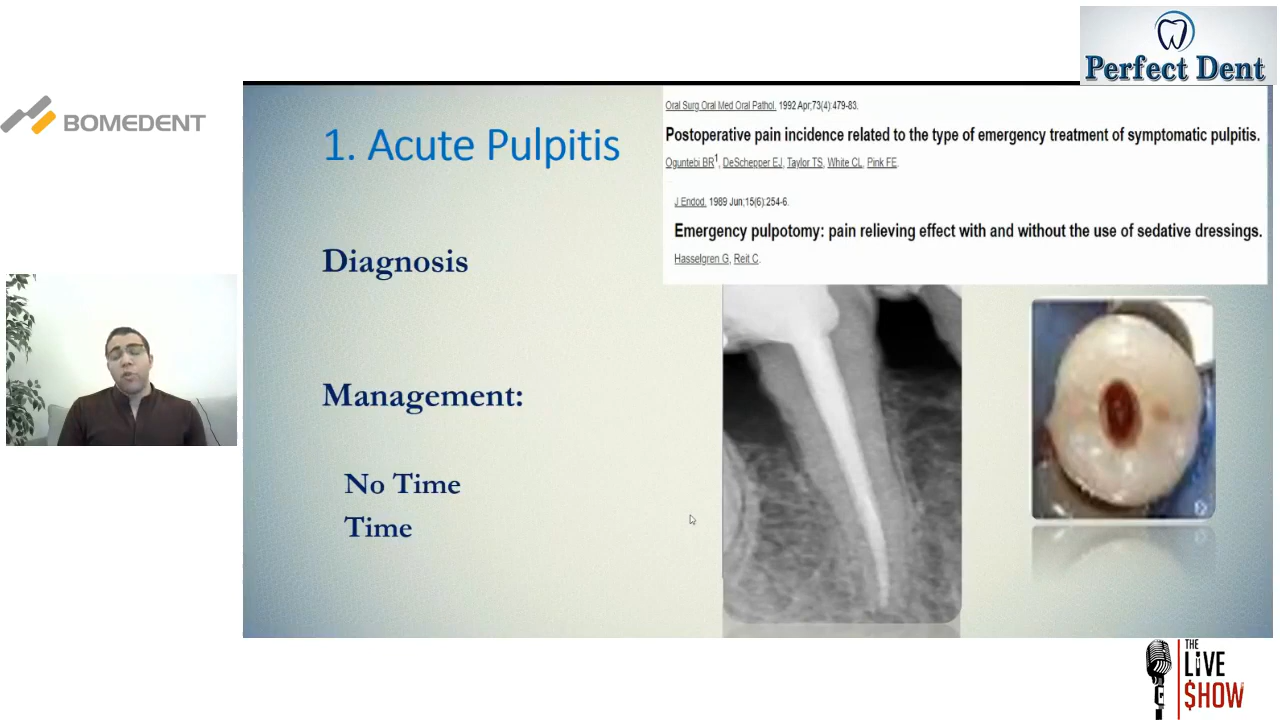 Perfect Dent
BOMEDENT
1. Acute Pulpitis
Oral Surg Oral Med Oral Pathol. 1992 Apr;73(4):479-83.
Postoperative pain incidence related to the type of emergency treatment of symptomatic pulpitis.
Oguntebi BR1, DeSchepper EJ, Taylor TS, White CL, Pink FE.
J Endod. 1989 Jun;15(6):254-6.
Emergency pulpotomy: pain relieving effect with and without the use of sedative dressings.
Hasselgren G, Reit C.
Diagnosis
Management:
No Time
Time
THE
LiVE
$HOW